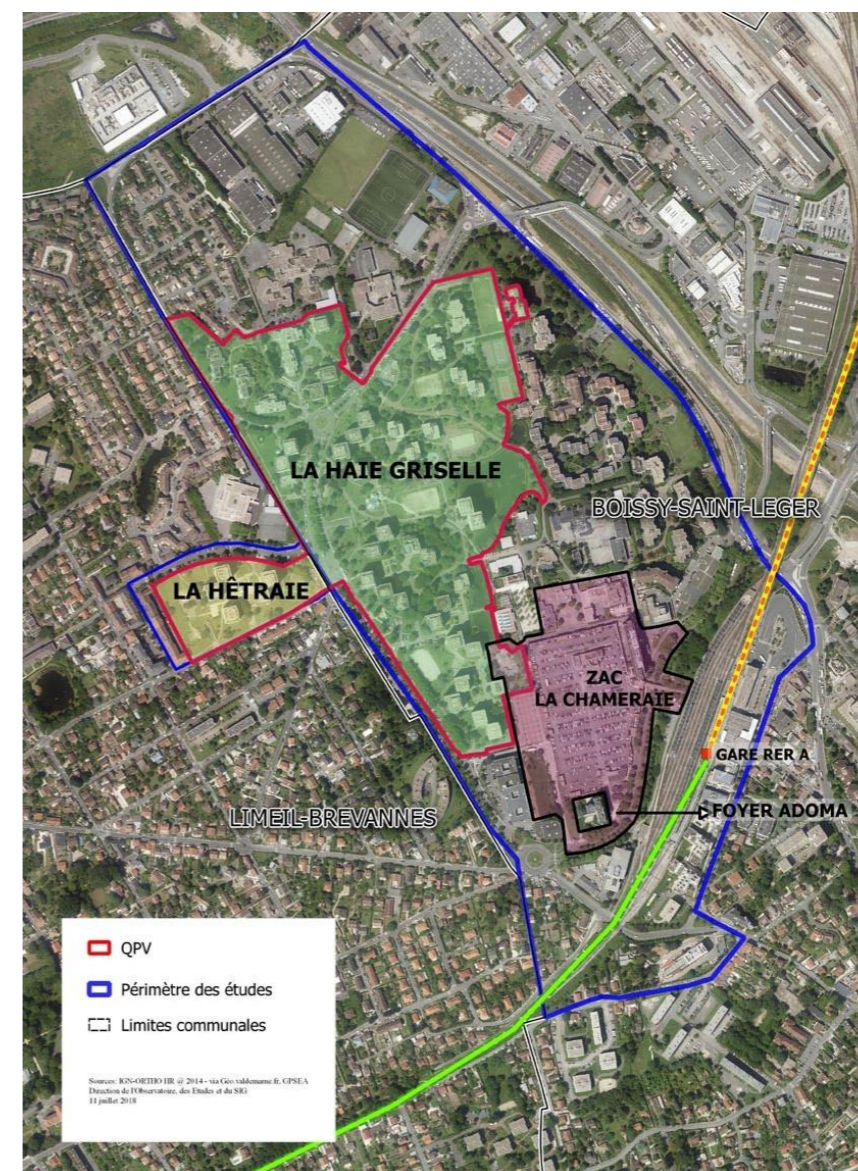 LA HAIE GRISELLE
BOISSY-SAINT-LEGER
LA HÊTRAIE
ZAC
LA CHAMERAIE
GARE RER A
FOYER ADOMA
LIMEIL-BREVANNES
QPV
Périmètre des études
Limites communales
Sources: IGN-ORTHO HR @ 2014 - via Géo.valdemarne.fr, GPSEA
Direction de l'Observatoire, des Etudes et du SIG
11 juillet 2018